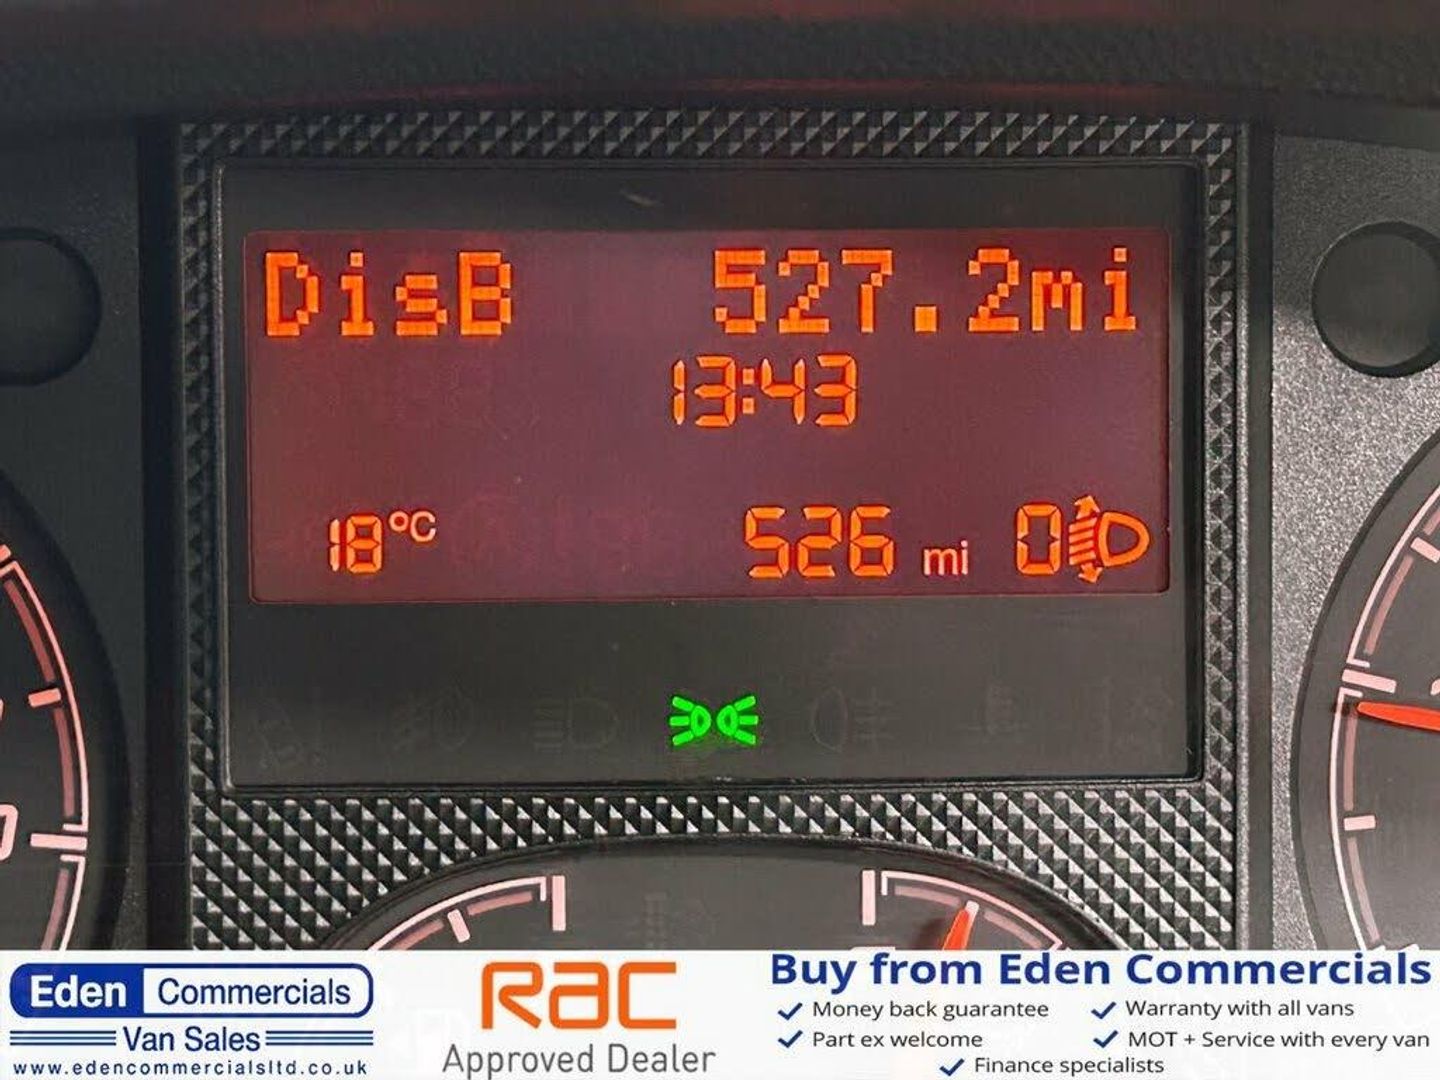 DisB 527.2mi
13:43
18°C 526 mi 0
Eden Commercials
Van Sales
www.edencommercialsltd.co.uk
RAC
Approved Dealer
Buy from Eden Commercials
Money back guarantee
Warranty with all vans
Part ex welcome
MOT + Service with every van
Finance specialists